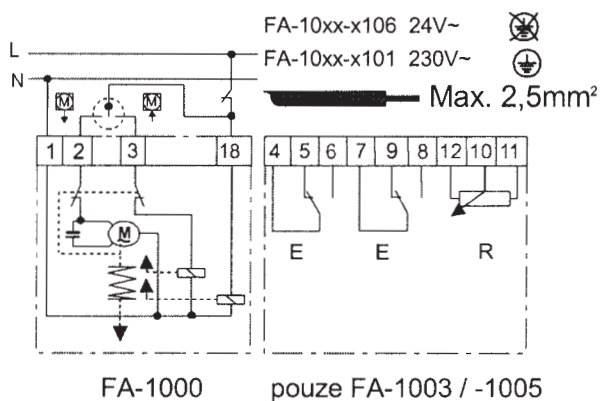 FA-10xx-x106 24V~
L
FA-10xx-x101 230V~
N
M M
Max. 2,5mm²
1 2 3 18 4 5 6 7 9 8 12 10 11
M
~
E E R
FA-1000 pouze FA-1003 / -1005